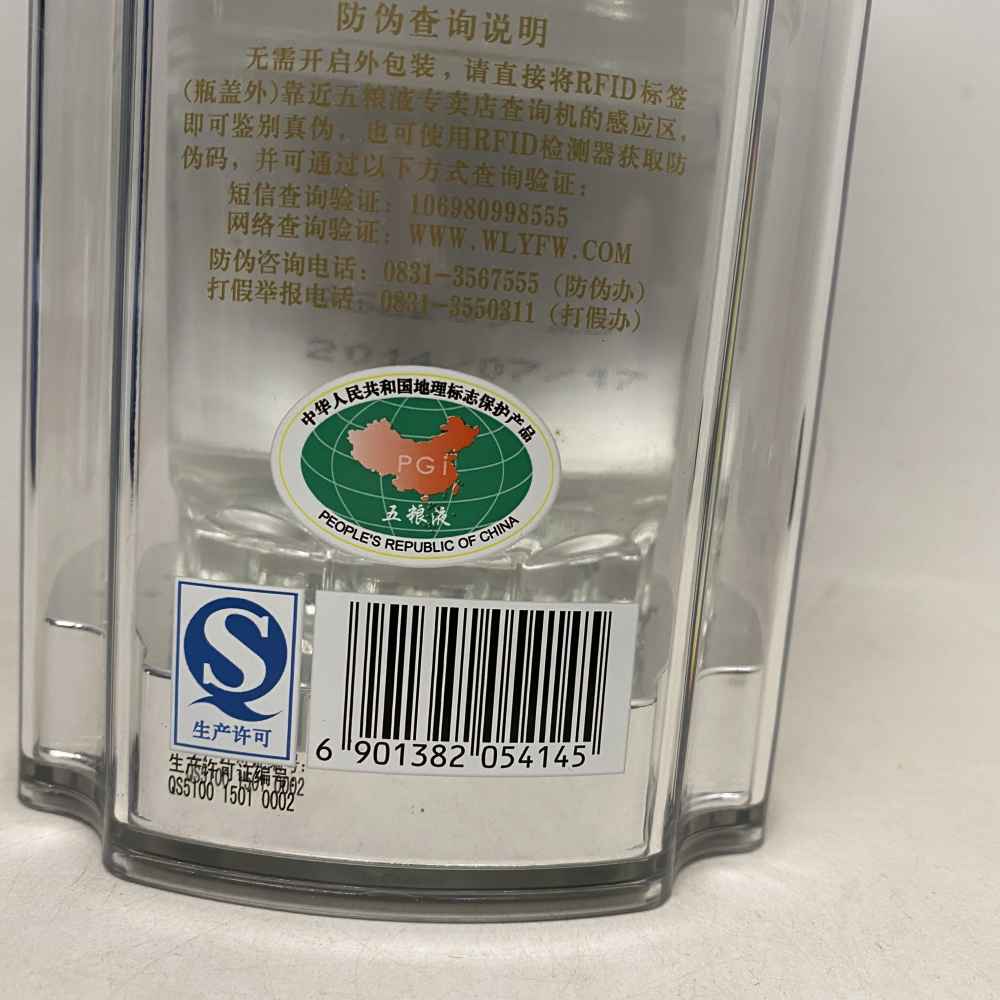 防伪查询说明
无需开启外包装，请直接将RFID标签
(瓶盖外)靠近五粮液专卖店查询机的感应区，
即可鉴别真伪，也可使用RFID检测器获取防
伪码，并可通过以下方式查询验证：
短信查询验证：106980998555
网络查询验证：WWW.WLYFW.COM
防伪咨询电话：0831-3567555（防伪办）
打假举报电话：0831-3550311（打假办）
中华人民共和国地理标志保护产品
PGi
五粮液
PEOPLE'S REPUBLIC OF CHINA
生产许可
6 901382 054145
生产许可证编号：
QS5100 1501 0002